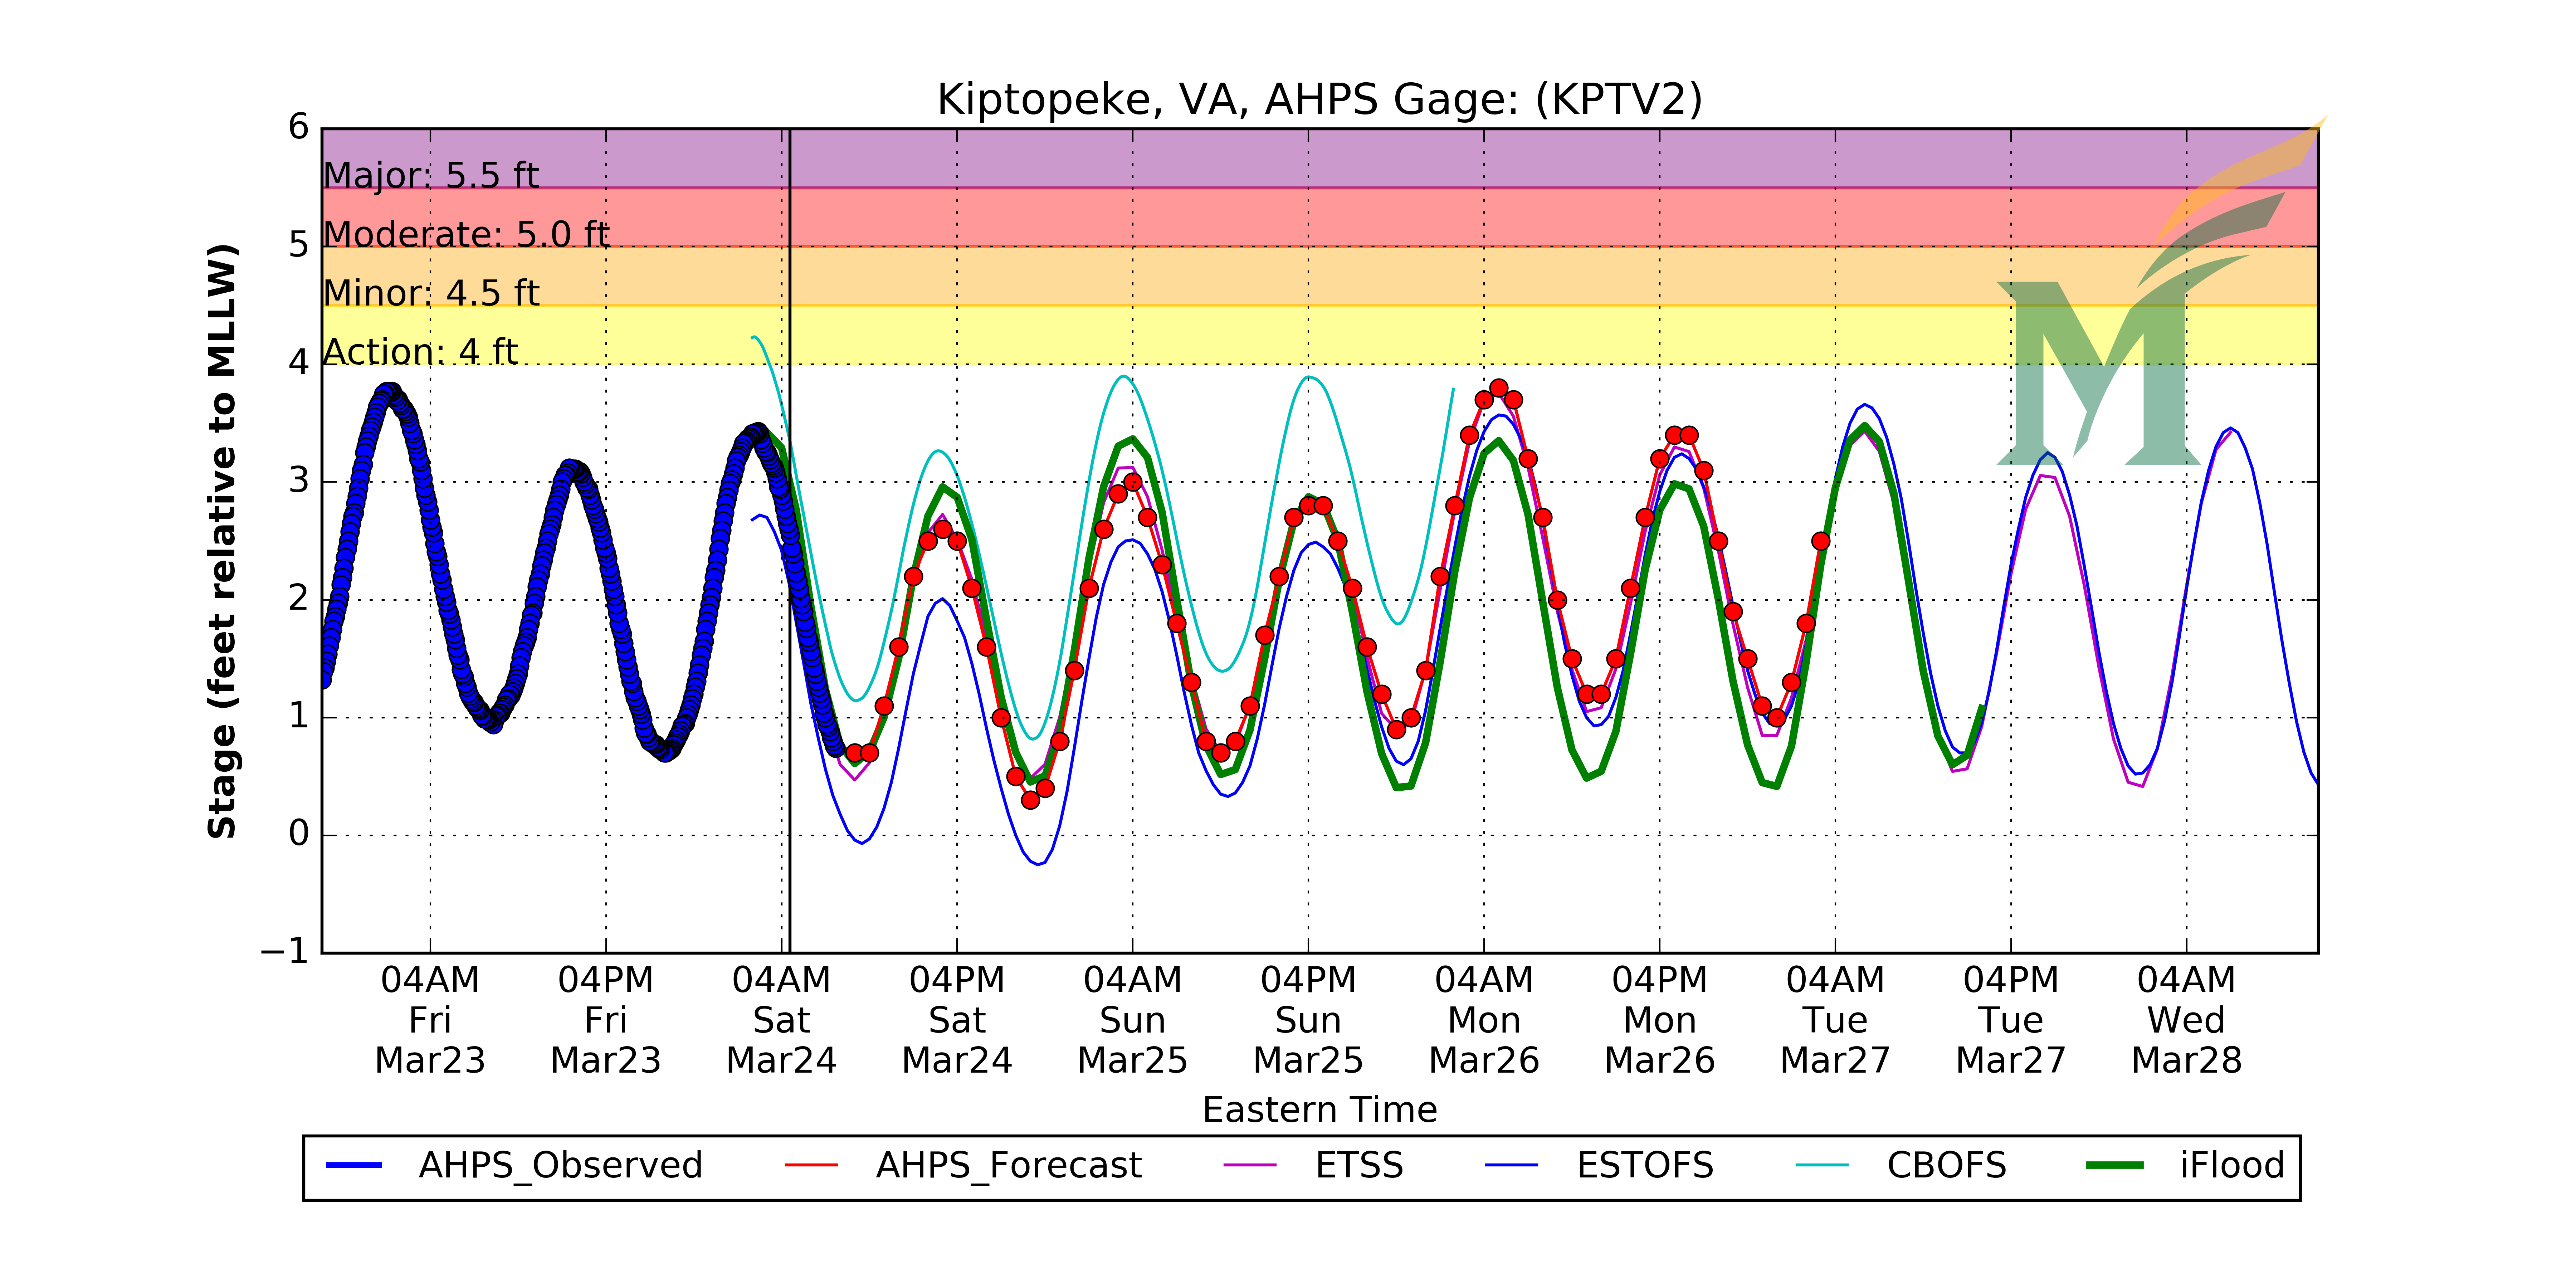 Kiptopeke, VA, AHPS Gage: (KPTV2)
6
Major: 5.5 ft
Moderate: 5.0 ft
5
Minor: 4.5 ft
Action: 4 ft
4
3
2
1
0
−1
Stage (feet relative to MLLW)
M
04AM 04PM 04AM 04PM 04AM 04PM 04AM 04PM 04AM 04PM 04AM
Fri Fri Sat Sat Sun Sun Mon Mon Tue Tue Wed
Mar23 Mar23 Mar24 Mar24 Mar25 Mar25 Mar26 Mar26 Mar27 Mar27 Mar28
Eastern Time
AHPS_Observed AHPS_Forecast ETSS ESTOFS CBOFS iFlood